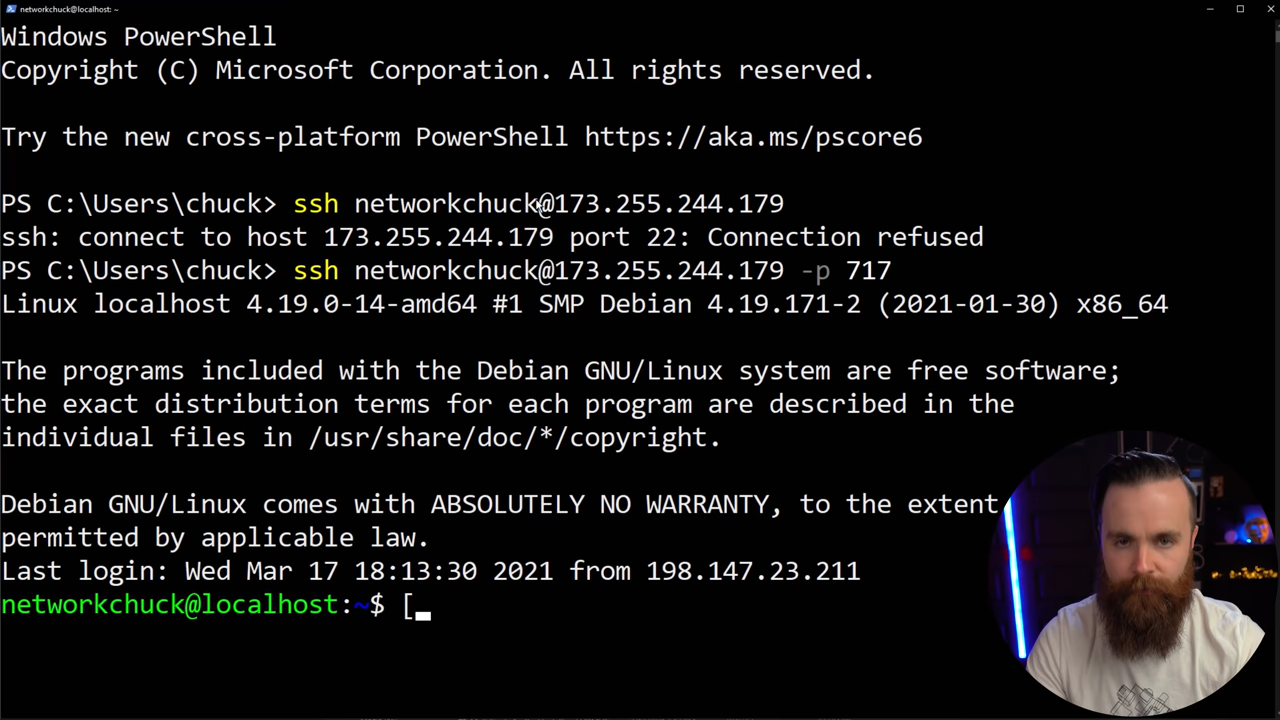 networkchuck@localhost: ~
Windows PowerShell
Copyright (C) Microsoft Corporation. All rights reserved.
Try the new cross-platform PowerShell https://aka.ms/pscore6
PS C:\Users\chuck> ssh networkchuck@173.255.244.179
ssh: connect to host 173.255.244.179 port 22: Connection refused
PS C:\Users\chuck> ssh networkchuck@173.255.244.179 -p 717
Linux localhost 4.19.0-14-amd64 #1 SMP Debian 4.19.171-2 (2021-01-30) x86_64
The programs included with the Debian GNU/Linux system are free software;
the exact distribution terms for each program are described in the
individual files in /usr/share/doc/*/copyright.
Debian GNU/Linux comes with ABSOLUTELY NO WARRANTY, to the extent
permitted by applicable law.
Last login: Wed Mar 17 18:13:30 2021 from 198.147.23.211
networkchuck@localhost:~$ [